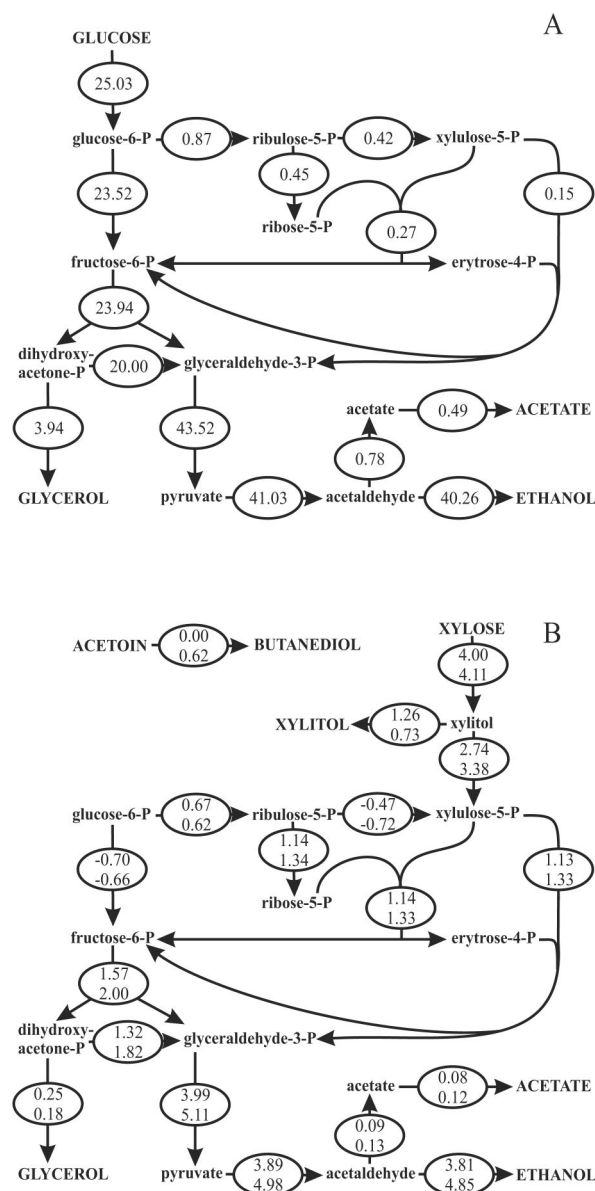 A
GLUCOSE
25.03
glucose-6-P
0.87
ribulose-5-P
0.42
xylulose-5-P
23.52
0.45
0.15
ribose-5-P
0.27
fructose-6-P
erytrose-4-P
23.94
dihydroxy-
acetone-P
20.00
glyceraldehyde-3-P
3.94
43.52
acetate
0.49
ACETATE
0.78
GLYCEROL
pyruvate
41.03
acetaldehyde
40.26
ETHANOL
B
ACETOIN
0.00
0.62
BUTANEDIOL
XYLOSE
4.00
4.11
XYLITOL
1.26
0.73
xylitol
2.74
3.38
glucose-6-P
0.67
0.62
ribulose-5-P
-0.47
-0.72
xylulose-5-P
-0.70
-0.66
1.14
1.34
1.13
1.33
ribose-5-P
1.14
1.33
fructose-6-P
erytrose-4-P
1.57
2.00
dihydroxy-
acetone-P
1.32
1.82
glyceraldehyde-3-P
0.25
0.18
3.99
5.11
acetate
0.08
0.12
ACETATE
0.09
0.13
GLYCEROL
pyruvate
3.89
4.98
acetaldehyde
3.81
4.85
ETHANOL